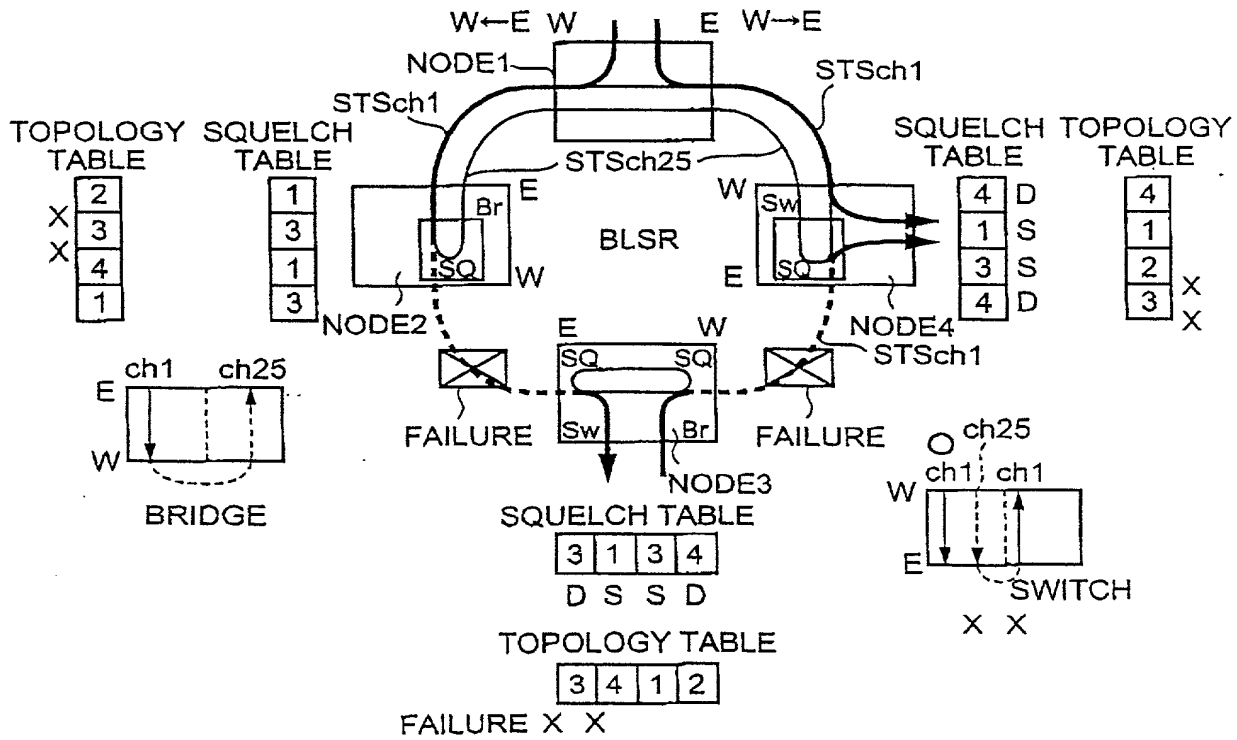 W←E W E W→E
NODE1
STSch1
STSch1
TOPOLOGY TABLE
SQUELCH TABLE
STSch25
SQUELCH TABLE
TOPOLOGY TABLE
2
X
3
X
4
1
1
3
1
3
E
Br
SQ
W
NODE2
BLSR
W
Sw
SQ
E
NODE4
STSch1
4 D
1 S
3 S
4 D
4
1
2
3
X
X
E W
SQ SQ
Sw Br
NODE3
FAILURE
FAILURE
ch1 ch25
E
W
BRIDGE
SQUELCH TABLE
3 1 3 4
D S S D
TOPOLOGY TABLE
3 4 1 2
FAILURE X X
O ch25
ch1 ch1
W
E
SWITCH
X X